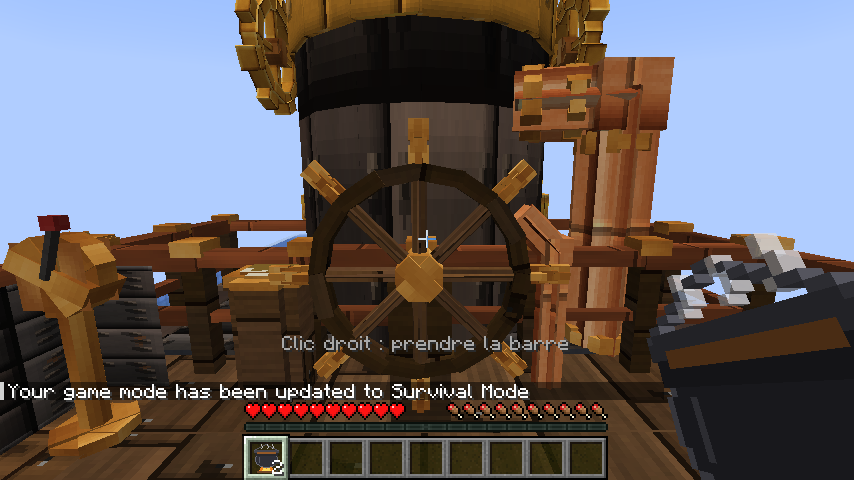 Clic droit : prendre la barre
Your game mode has been updated to Survival Mode
2